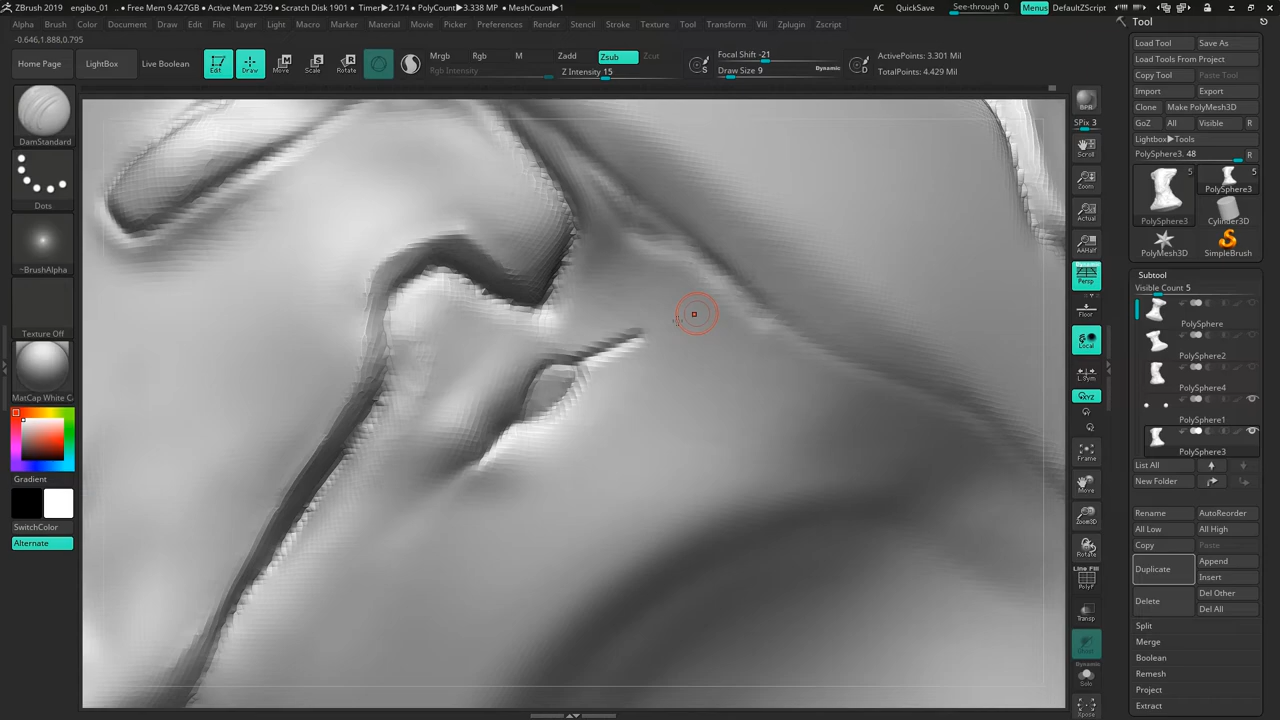 ZBrush 2019 engibo_01 .. • Free Mem 9.427GB • Active Mem 2259 • Scratch Disk 1901 • Timer▶2.174 • PolyCount▶3.338 MP • MeshCount▶1 AC QuickSave See-through 0 Menus DefaultZScript
Alpha Brush Color Document Draw Edit File Layer Light Macro Marker Material Movie Picker Preferences Render Stencil Stroke Texture Tool Transform Vili Zplugin Zscript
-0.646,1.888,0.795
Home Page LightBox Live Boolean Edit Draw Move Scale Rotate
Mrgb Rgb M Zadd Zsub Zcut
Rgb Intensity Z Intensity 15
S Focal Shift -21
Draw Size 9 Dynamic
D ActivePoints: 3.301 Mil
TotalPoints: 4.429 Mil
DamStandard
Dots
~BrushAlpha
Texture Off
MatCap White C
Gradient
SwitchColor
Alternate
BPR
SPix 3
Scroll
Zoom
Actual
AAHalf
Dynamic
Persp
Floor
Local
L.Sym
XYZ
Frame
Move
Zoom3D
Rotate
Line Fill
PolyF
Transp
Ghost
Dynamic
Solo
Xpose
Tool
Load Tool Save As
Load Tools From Project
Copy Tool Paste Tool
Import Export
Clone Make PolyMesh3D
GoZ All Visible R
Lightbox▶Tools
PolySphere3. 48 R
5 5
PolySphere3 PolySphere3
Cylinder3D
PolyMesh3D SimpleBrush
Subtool
Visible Count 5
PolySphere
PolySphere2
PolySphere4
PolySphere1
PolySphere3
List All
New Folder
Rename AutoReorder
All Low All High
Copy Paste
Duplicate Append
Insert
Delete Del Other
Del All
Split
Merge
Boolean
Remesh
Project
Extract